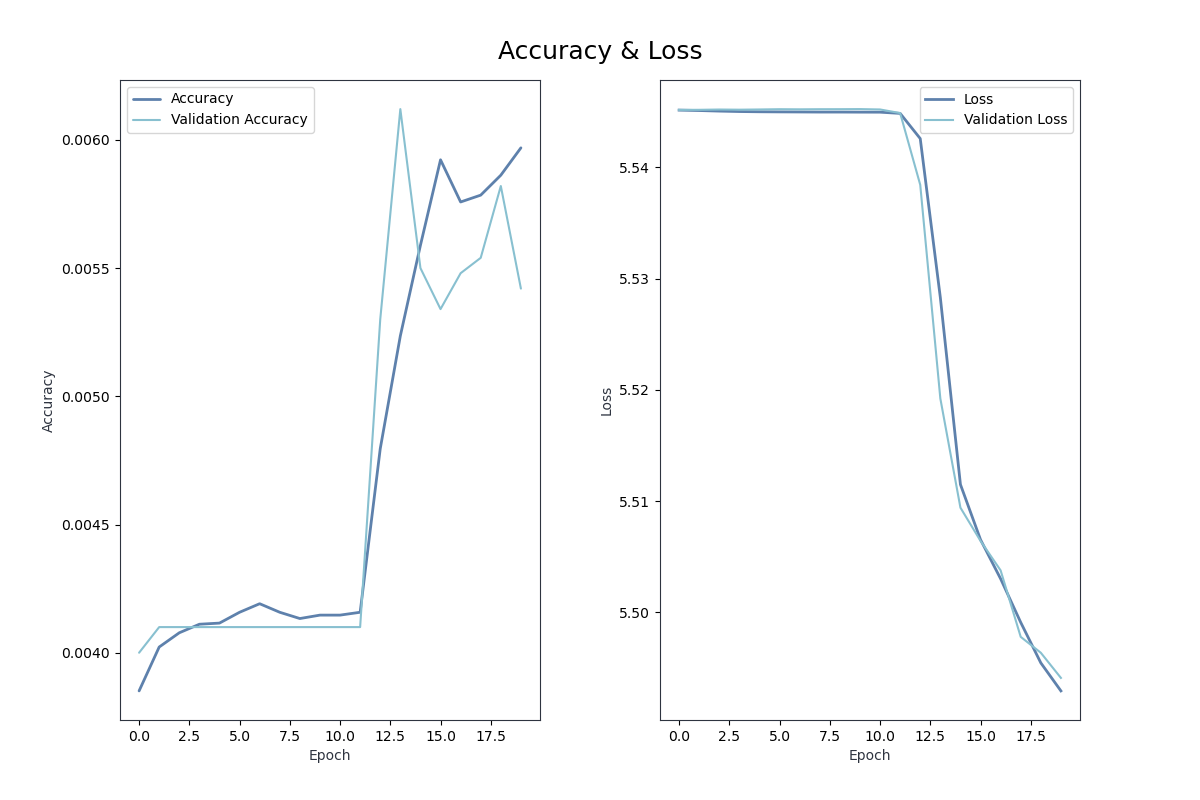 Accuracy & Loss
Accuracy
Validation Accuracy
0.0060
0.0055
0.0050
0.0045
0.0040
Accuracy
0.0 2.5 5.0 7.5 10.0 12.5 15.0 17.5
Epoch
Loss
Validation Loss
5.54
5.53
5.52
5.51
5.50
Loss
0.0 2.5 5.0 7.5 10.0 12.5 15.0 17.5
Epoch